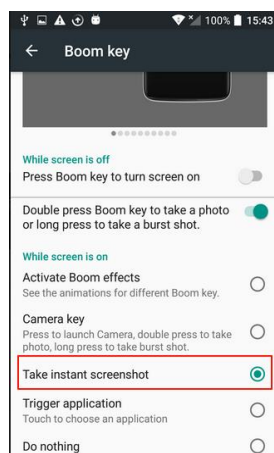 100% 15:43
Boom key
While screen is off
Press Boom key to turn screen on
Double press Boom key to take a photo
or long press to take a burst shot.
While screen is on
Activate Boom effects
See the animations for different Boom key.
Camera key
Press to launch Camera, double press to take
photo, long press to take burst shot.
Take instant screenshot
Trigger application
Touch to choose an application
Do nothing